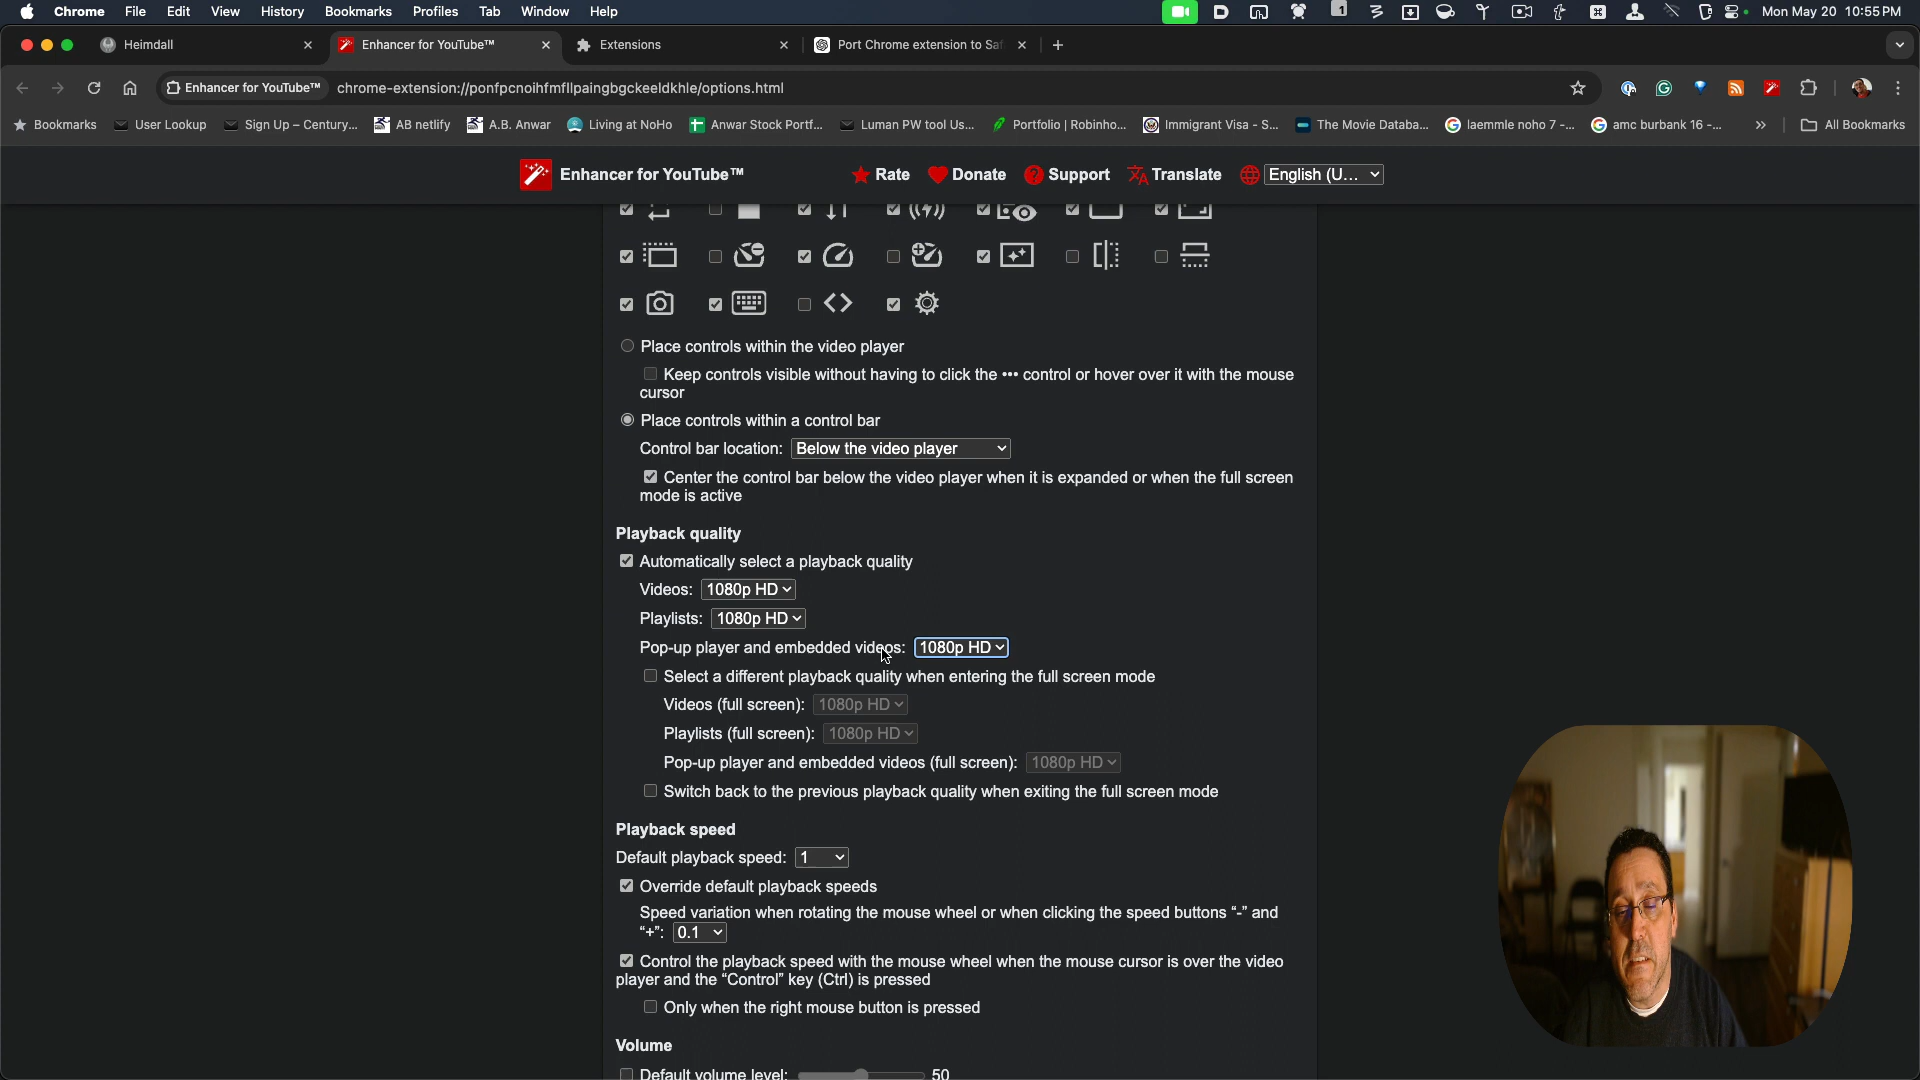 Chrome File Edit View History Bookmarks Profiles Tab Window Help Mon May 20 10:55 PM
Heimdall Enhancer for YouTube™ Extensions Port Chrome extension to Saf
Enhancer for YouTube™ chrome-extension://ponfpcnoihfmfllpaingbgckeeldkhle/options.html
Bookmarks User Lookup Sign Up – Century... AB netlify A.B. Anwar Living at NoHo Anwar Stock Portf... Luman PW tool Us... Portfolio | Robinho... Immigrant Visa - S... The Movie Databa... laemmle noho 7 -... amc burbank 16 -... » All Bookmarks
Enhancer for YouTube™ Rate Donate Support Translate English (U...
Place controls within the video player
Keep controls visible without having to click the ••• control or hover over it with the mouse
cursor
Place controls within a control bar
Control bar location: Below the video player
Center the control bar below the video player when it is expanded or when the full screen
mode is active
Playback quality
Automatically select a playback quality
Videos: 1080p HD
Playlists: 1080p HD
Pop-up player and embedded videos: 1080p HD
Select a different playback quality when entering the full screen mode
Videos (full screen): 1080p HD
Playlists (full screen): 1080p HD
Pop-up player and embedded videos (full screen): 1080p HD
Switch back to the previous playback quality when exiting the full screen mode
Playback speed
Default playback speed: 1
Override default playback speeds
Speed variation when rotating the mouse wheel or when clicking the speed buttons “-” and
“+”: 0.1
Control the playback speed with the mouse wheel when the mouse cursor is over the video
player and the “Control” key (Ctrl) is pressed
Only when the right mouse button is pressed
Volume
Default volume level: 50